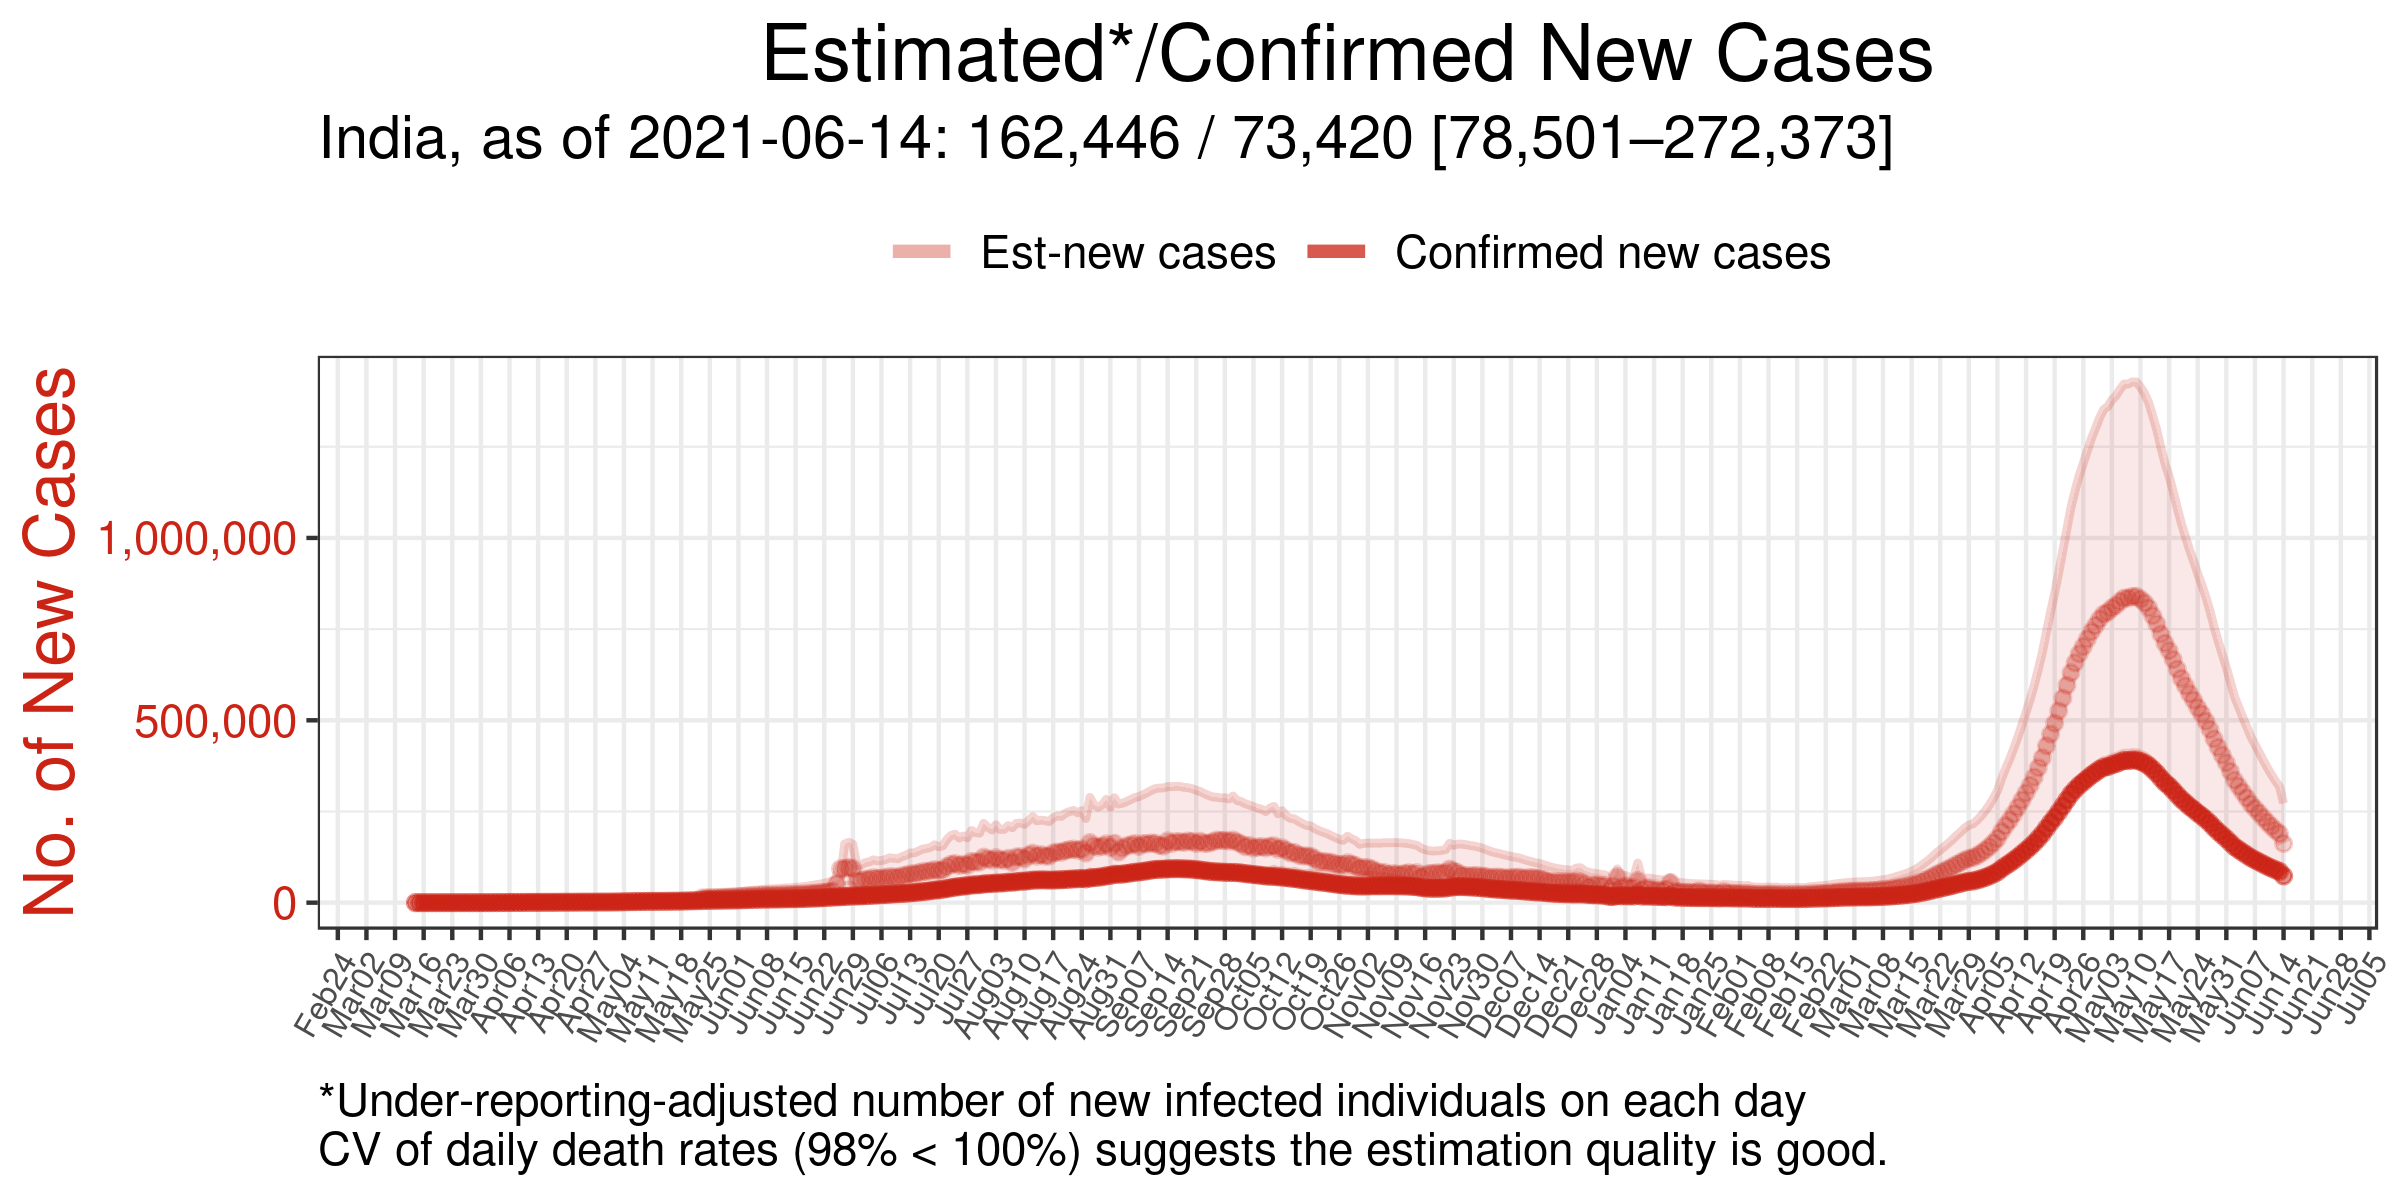 Estimated*/Confirmed New Cases
India, as of 2021-06-14: 162,446 / 73,420 [78,501–272,373]
Est-new cases
Confirmed new cases
No. of New Cases
1,000,000
500,000
0
Feb24
Mar02
Mar09
Mar16
Mar23
Mar30
Apr06
Apr13
Apr20
Apr27
May04
May11
May18
May25
Jun01
Jun08
Jun15
Jun22
Jun29
Jul06
Jul13
Jul20
Jul27
Aug03
Aug10
Aug17
Aug24
Aug31
Sep07
Sep14
Sep21
Sep28
Oct05
Oct12
Oct19
Oct26
Nov02
Nov09
Nov16
Nov23
Nov30
Dec07
Dec14
Dec21
Dec28
Jan04
Jan11
Jan18
Jan25
Feb01
Feb08
Feb15
Feb22
Mar01
Mar08
Mar15
Mar22
Mar29
Apr05
Apr12
Apr19
Apr26
May03
May10
May17
May24
May31
Jun07
Jun14
Jun21
Jun28
Jul05
*Under-reporting-adjusted number of new infected individuals on each day
CV of daily death rates (98% < 100%) suggests the estimation quality is good.